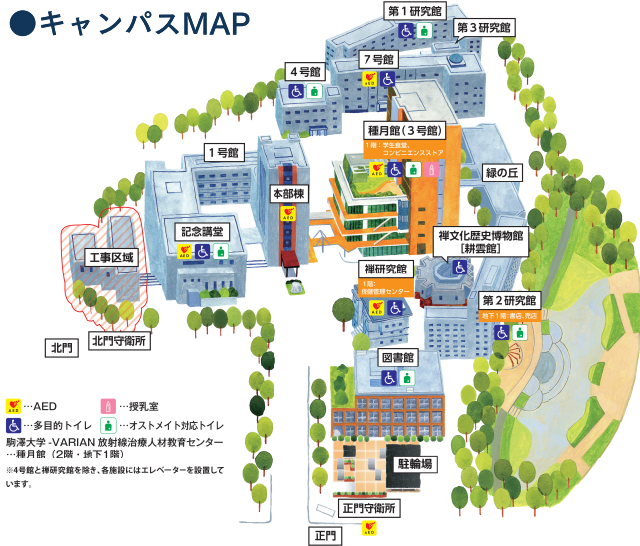 ●キャンパスMAP
第1研究館
第3研究館
7号館
AED
4号館
種月館(3号館)
1階:学生食堂、
コンビニエンスストア
AED
1号館
緑の丘
本部棟
AED
記念講堂
AED
禅文化歴史博物館
[耕雲館]
工事区域
禅研究館
1階:
保健管理センター
AED
第2研究館
地下1階:書店、売店
北門
北門守衛所
図書館
AED …AED
…授乳室
…多目的トイレ
…オストメイト対応トイレ
駒澤大学-VARIAN 放射線治療人材教育センター
…種月館(2階・地下1階)
※4号館と禅研究館を除き、各施設にはエレベーターを設置して
います。
駐輪場
正門守衛所
正門
AED